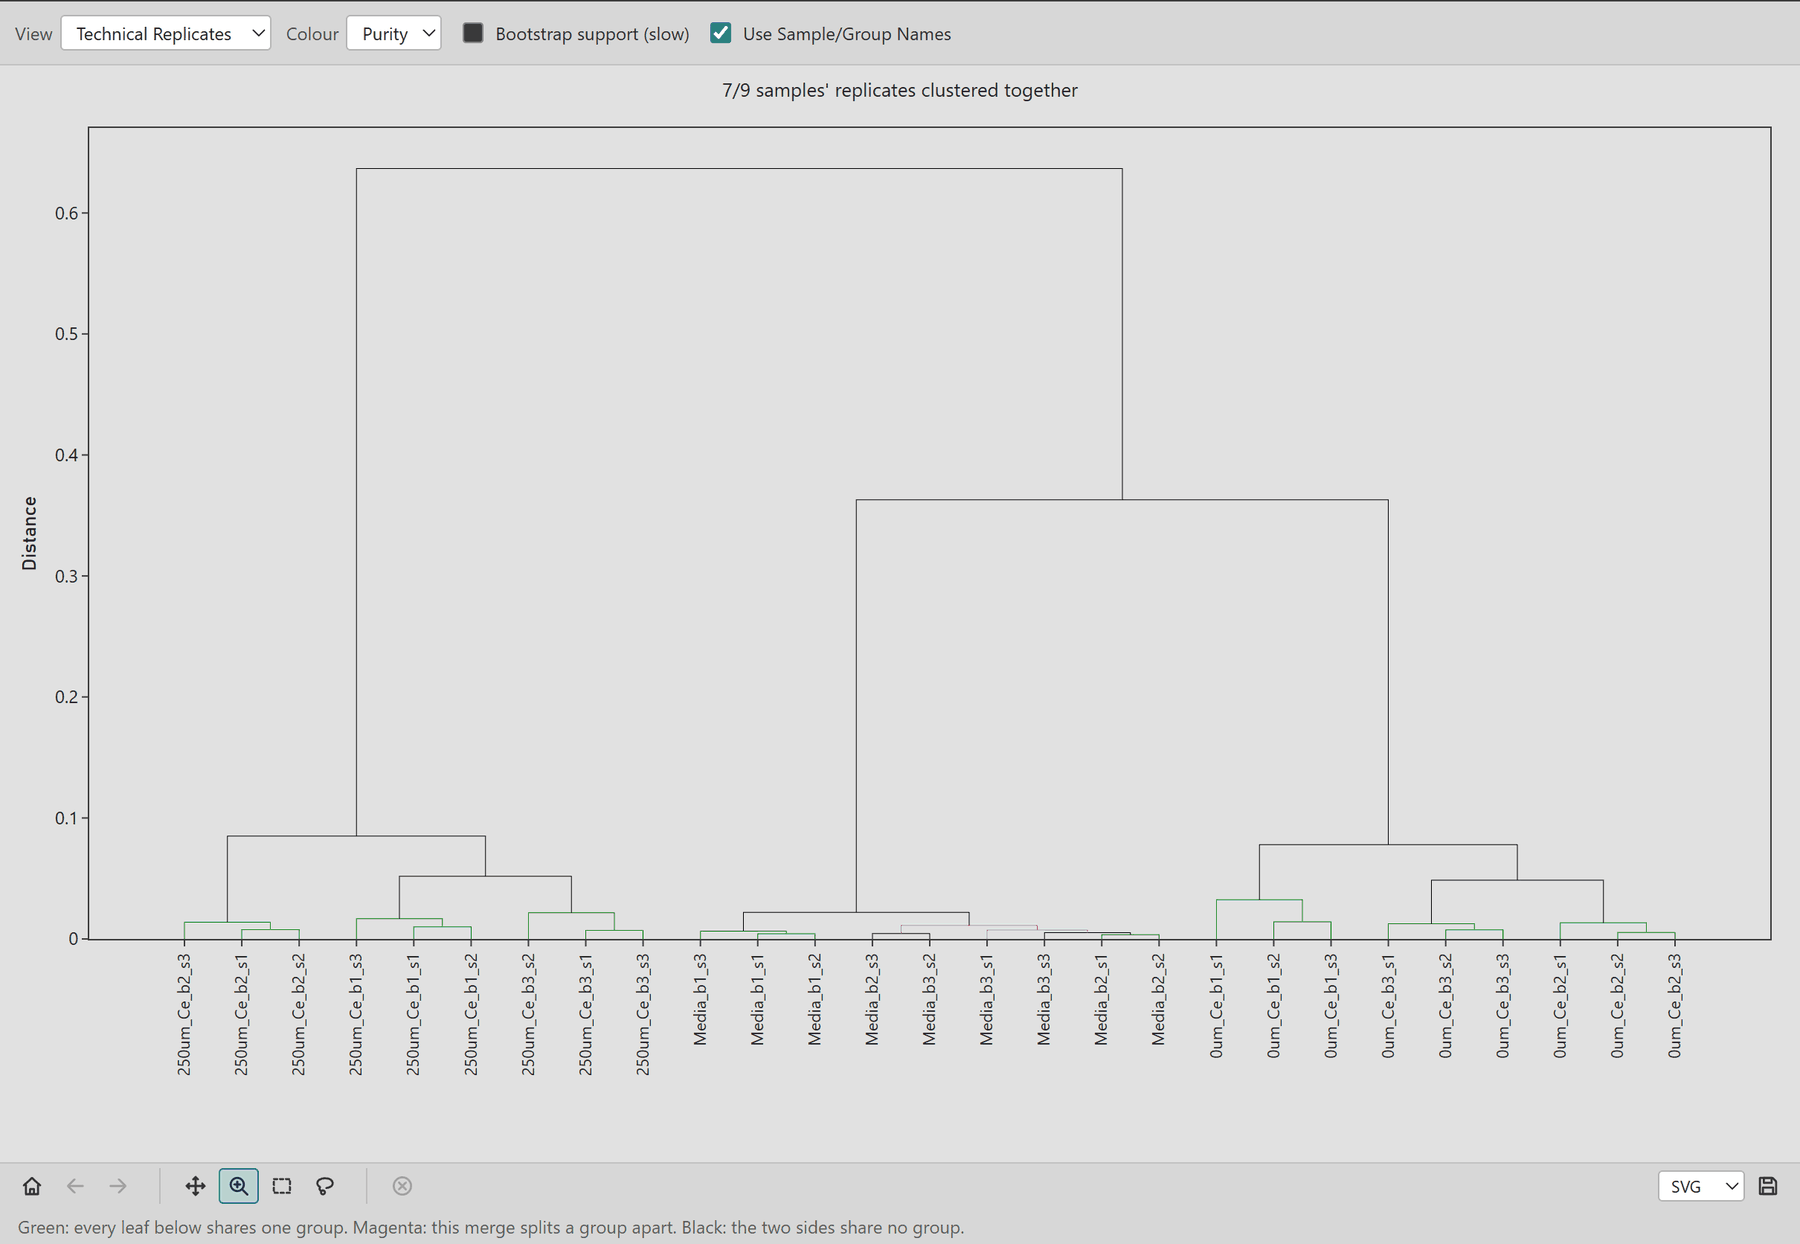 View Technical Replicates Colour Purity Bootstrap support (slow) Use Sample/Group Names
7/9 samples' replicates clustered together
Distance
0.6
0.5
0.4
0.3
0.2
0.1
0
250um_Ce_b2_s3
250um_Ce_b2_s1
250um_Ce_b2_s2
250um_Ce_b1_s3
250um_Ce_b1_s1
250um_Ce_b1_s2
250um_Ce_b3_s2
250um_Ce_b3_s1
250um_Ce_b3_s3
Media_b1_s3
Media_b1_s1
Media_b1_s2
Media_b2_s3
Media_b3_s2
Media_b3_s1
Media_b3_s3
Media_b2_s1
Media_b2_s2
0um_Ce_b1_s1
0um_Ce_b1_s2
0um_Ce_b1_s3
0um_Ce_b3_s1
0um_Ce_b3_s2
0um_Ce_b3_s3
0um_Ce_b2_s1
0um_Ce_b2_s2
0um_Ce_b2_s3
SVG
Green: every leaf below shares one group. Magenta: this merge splits a group apart. Black: the two sides share no group.